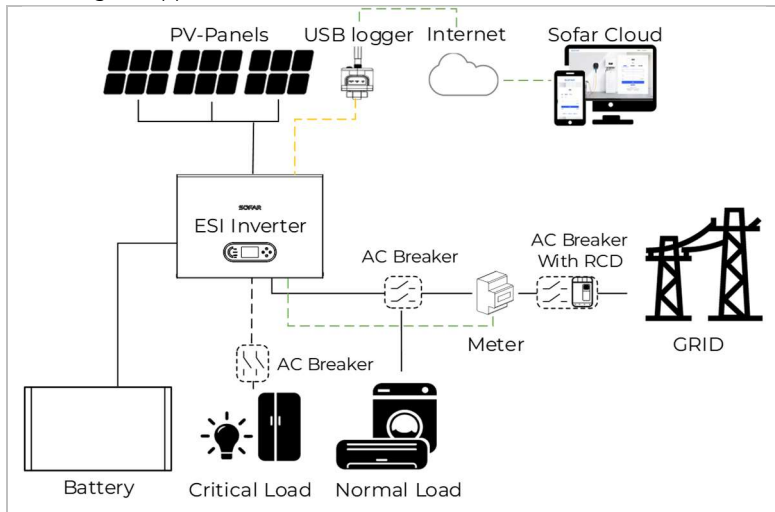 PV-Panels
USB logger
Internet
Sofar Cloud
SOFAR
ESI Inverter
AC Breaker
AC Breaker
With RCD
Meter
GRID
AC Breaker
Battery
Critical Load
Normal Load